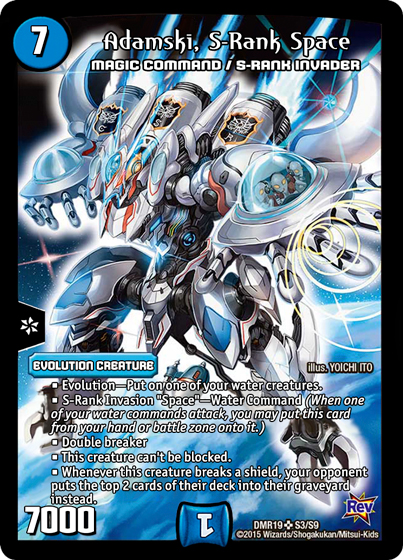 7
Adamski, S-Rank Space
MAGIC COMMAND / S-RANK INVADER
EVOLUTION CREATURE
illus. YOICHI ITO
▪ Evolution—Put on one of your water creatures.
▪ S-Rank Invasion "Space"—Water Command (When one
of your water commands attack, you may put this card
from your hand or battle zone onto it.)
▪ Double breaker
▪ This creature can't be blocked.
▪ Whenever this creature breaks a shield, your opponent
puts the top 2 cards of their deck into their graveyard
instead.
Rev
7000
1
DMR19 S3/S9
©2015 Wizards/Shogakukan/Mitsui-Kids